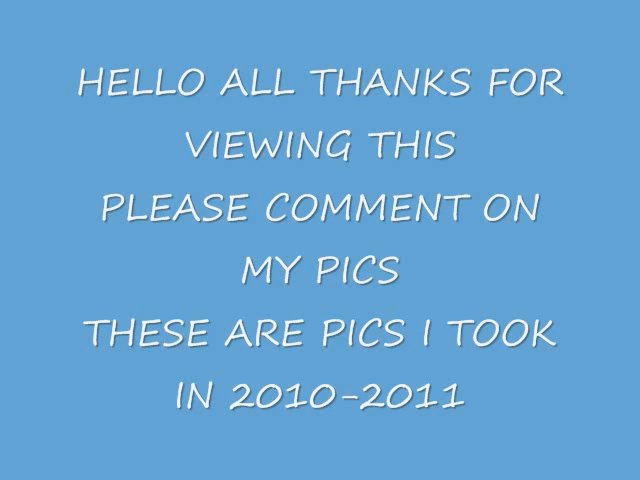 HELLO ALL THANKS FOR
VIEWING THIS
PLEASE COMMENT ON
MY PICS
THESE ARE PICS I TOOK
IN 2010-2011